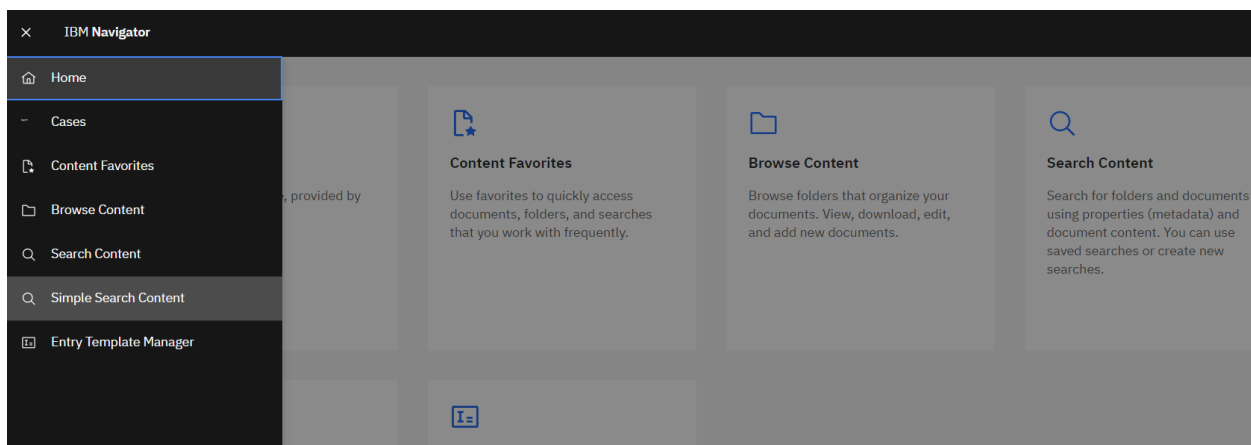 IBM Navigator
Home
Cases
Content Favorites
Browse Content
Search Content
Simple Search Content
Entry Template Manager
, provided by
Content Favorites
Use favorites to quickly access
documents, folders, and searches
that you work with frequently.
Browse Content
Browse folders that organize your
documents. View, download, edit,
and add new documents.
Search Content
Search for folders and documents
using properties (metadata) and
document content. You can use
saved searches or create new
searches.